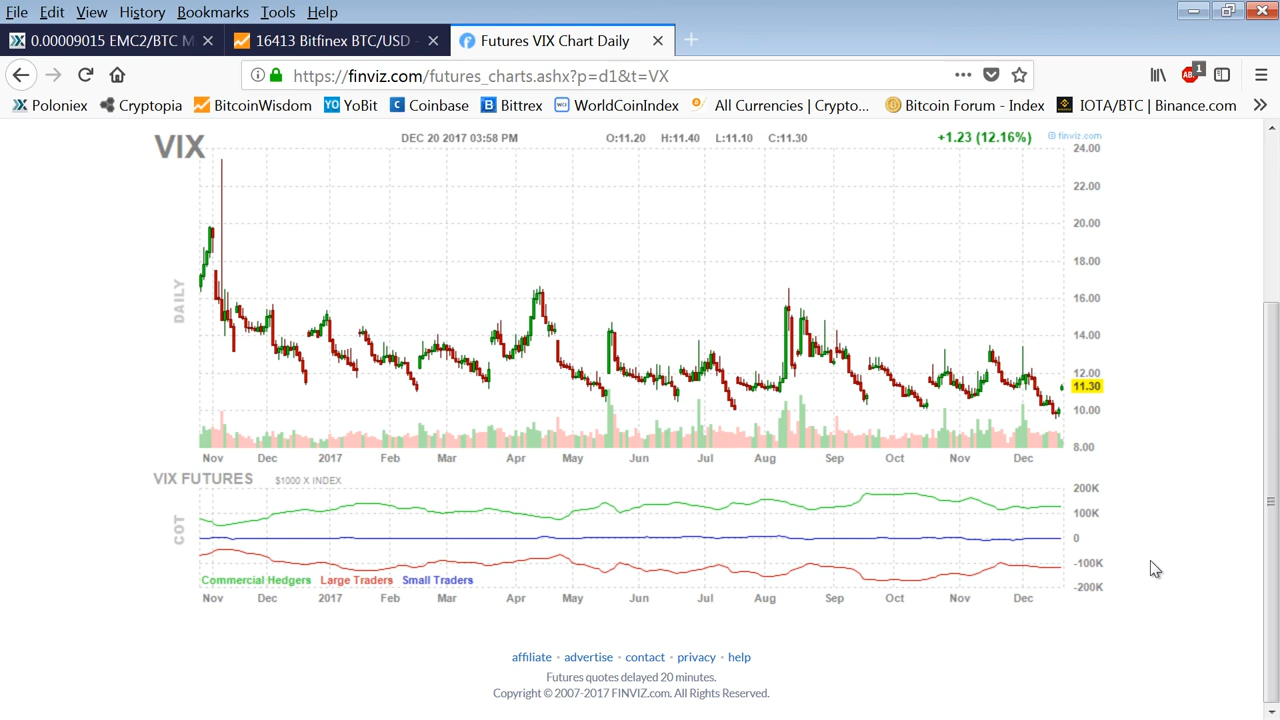 File Edit View History Bookmarks Tools Help
0.00009015 EMC2/BTC M
16413 Bitfinex BTC/USD -
Futures VIX Chart Daily
https://finviz.com/futures_charts.ashx?p=d1&t=VX
ABP 1
Poloniex Cryptopia BitcoinWisdom YO YoBit C Coinbase B Bittrex WCI WorldCoinIndex All Currencies | Crypto... Bitcoin Forum - Index IOTA/BTC | Binance.com
VIX DEC 20 2017 03:58 PM O:11.20 H:11.40 L:11.10 C:11.30 +1.23 (12.16%) © finviz.com
24.00
22.00
20.00
18.00
DAILY
16.00
14.00
12.00
11.30
10.00
8.00
Nov Dec 2017 Feb Mar Apr May Jun Jul Aug Sep Oct Nov Dec
VIX FUTURES $1000 X INDEX
200K
100K
COT
0
-100K
Commercial Hedgers Large Traders Small Traders
-200K
Nov Dec 2017 Feb Mar Apr May Jun Jul Aug Sep Oct Nov Dec
affiliate • advertise • contact • privacy • help
Futures quotes delayed 20 minutes.
Copyright © 2007-2017 FINVIZ.com. All Rights Reserved.